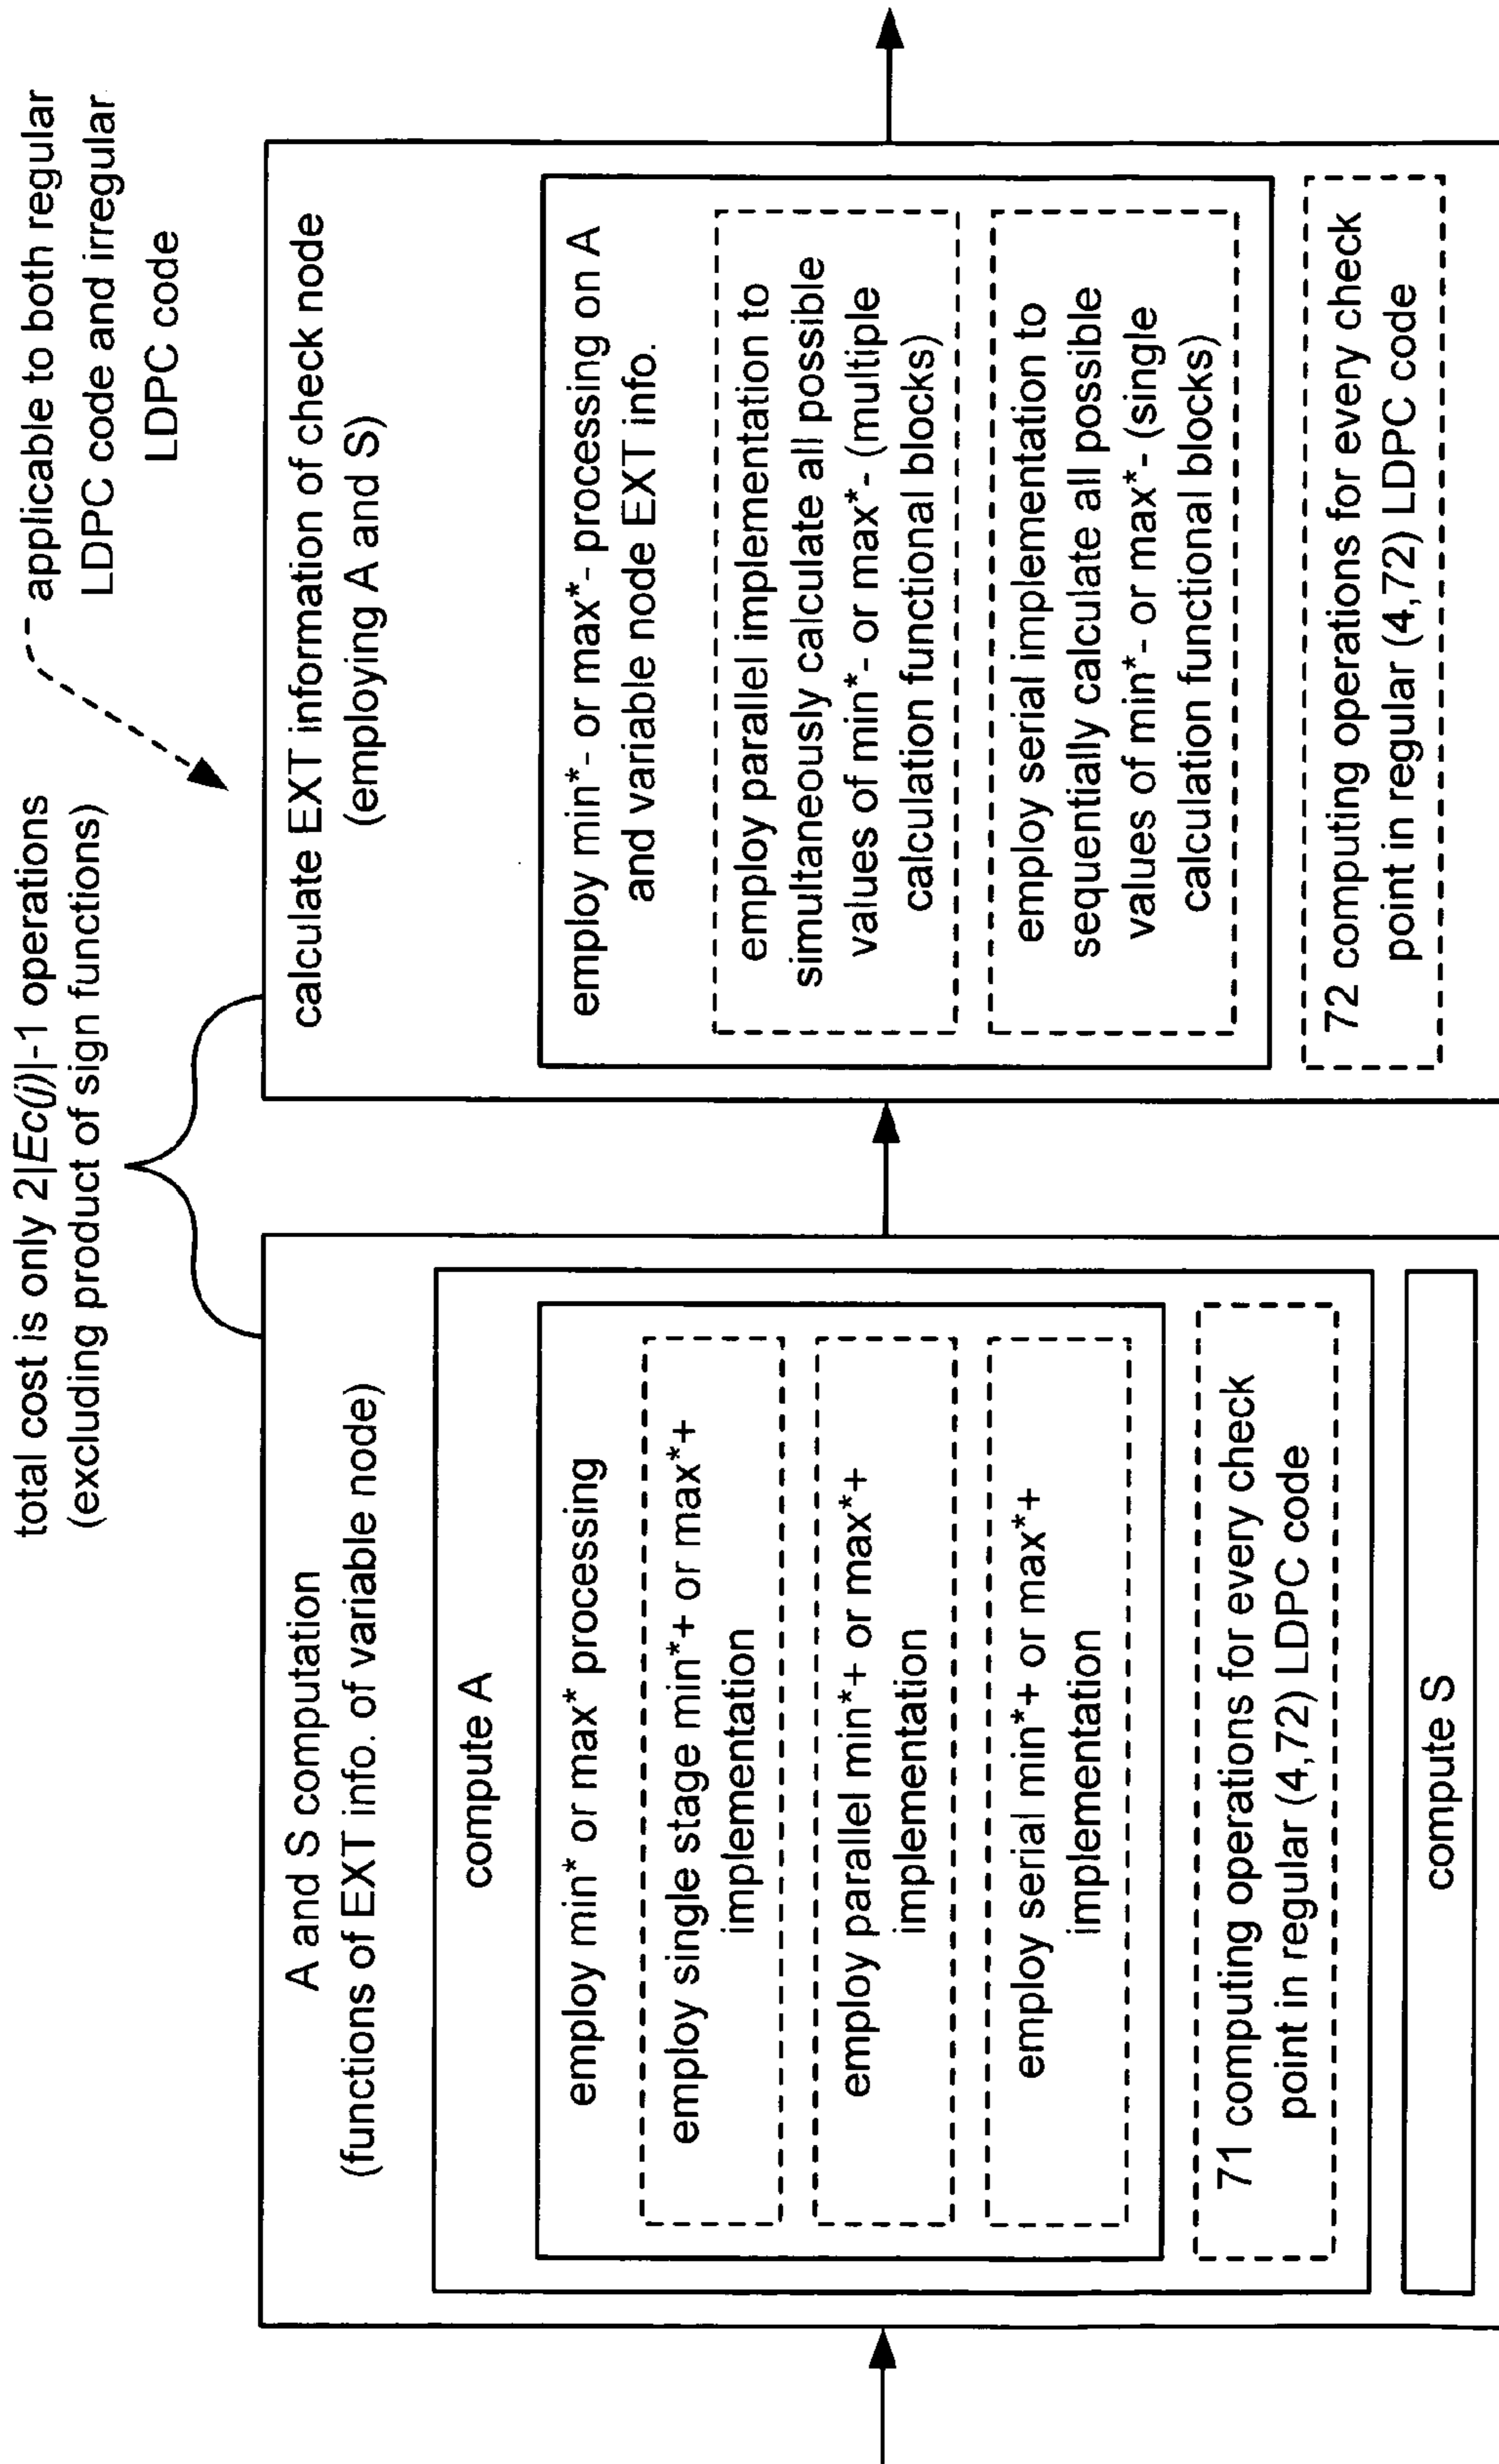 total cost is only 2|Ec(j)|-1 operations
(excluding product of sign functions)
applicable to both regular
LDPC code and irregular
LDPC code
A and S computation
(functions of EXT info. of variable node)
compute A
employ min* or max* processing
employ single stage min*+ or max*+
implementation
employ parallel min*+ or max*+
implementation
employ serial min*+ or max*+
implementation
71 computing operations for every check
point in regular (4,72) LDPC code
compute S
calculate EXT information of check node
(employing A and S)
employ min*- or max*- processing on A
and variable node EXT info.
employ parallel implementation to
simultaneously calculate all possible
values of min*- or max*- (multiple
calculation functional blocks)
employ serial implementation to
sequentially calculate all possible
values of min*- or max*- (single
calculation functional blocks)
72 computing operations for every check
point in regular (4,72) LDPC code